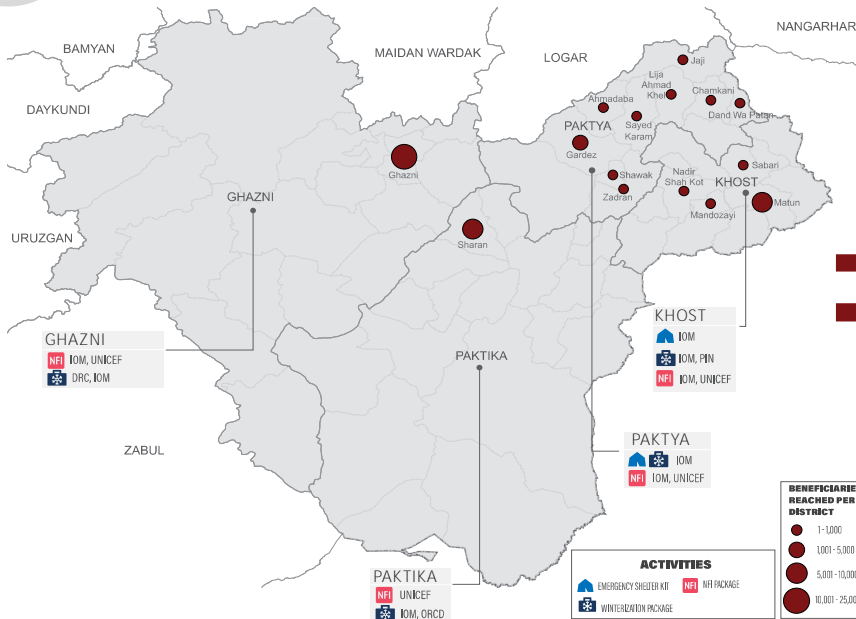 NANGARHAR
BAMYAN
MAIDAN WARDAK
LOGAR
Jaji
Lija
Ahmad
Khel
Chamkani
DAYKUNDI
Ahmadaba
Dand Wa Patan
PAKTYA
Sayed
Karam
Gardez
Sabari
Ghazni
Shawak
Nadir
Shah Kot
KHOST
GHAZNI
Zadran
Matun
Mandozayi
URUZGAN
Sharan
KHOST
IOM
GHAZNI
IOM, PIN
NFI IOM, UNICEF
PAKTIKA
NFI IOM, UNICEF
DRC, IOM
PAKTYA
ZABUL
IOM
NFI IOM, UNICEF
BENEFICIARIE
REACHED PER
DISTRICT
1-1,000
1,001 - 5,000
5,001 - 10,000
10,001 - 25,00
ACTIVITIES
EMERGENCY SHELTER KIT
NFI NFI PACKAGE
WINTERIZATION PACKAGE
PAKTIKA
NFI UNICEF
IOM, ORCD